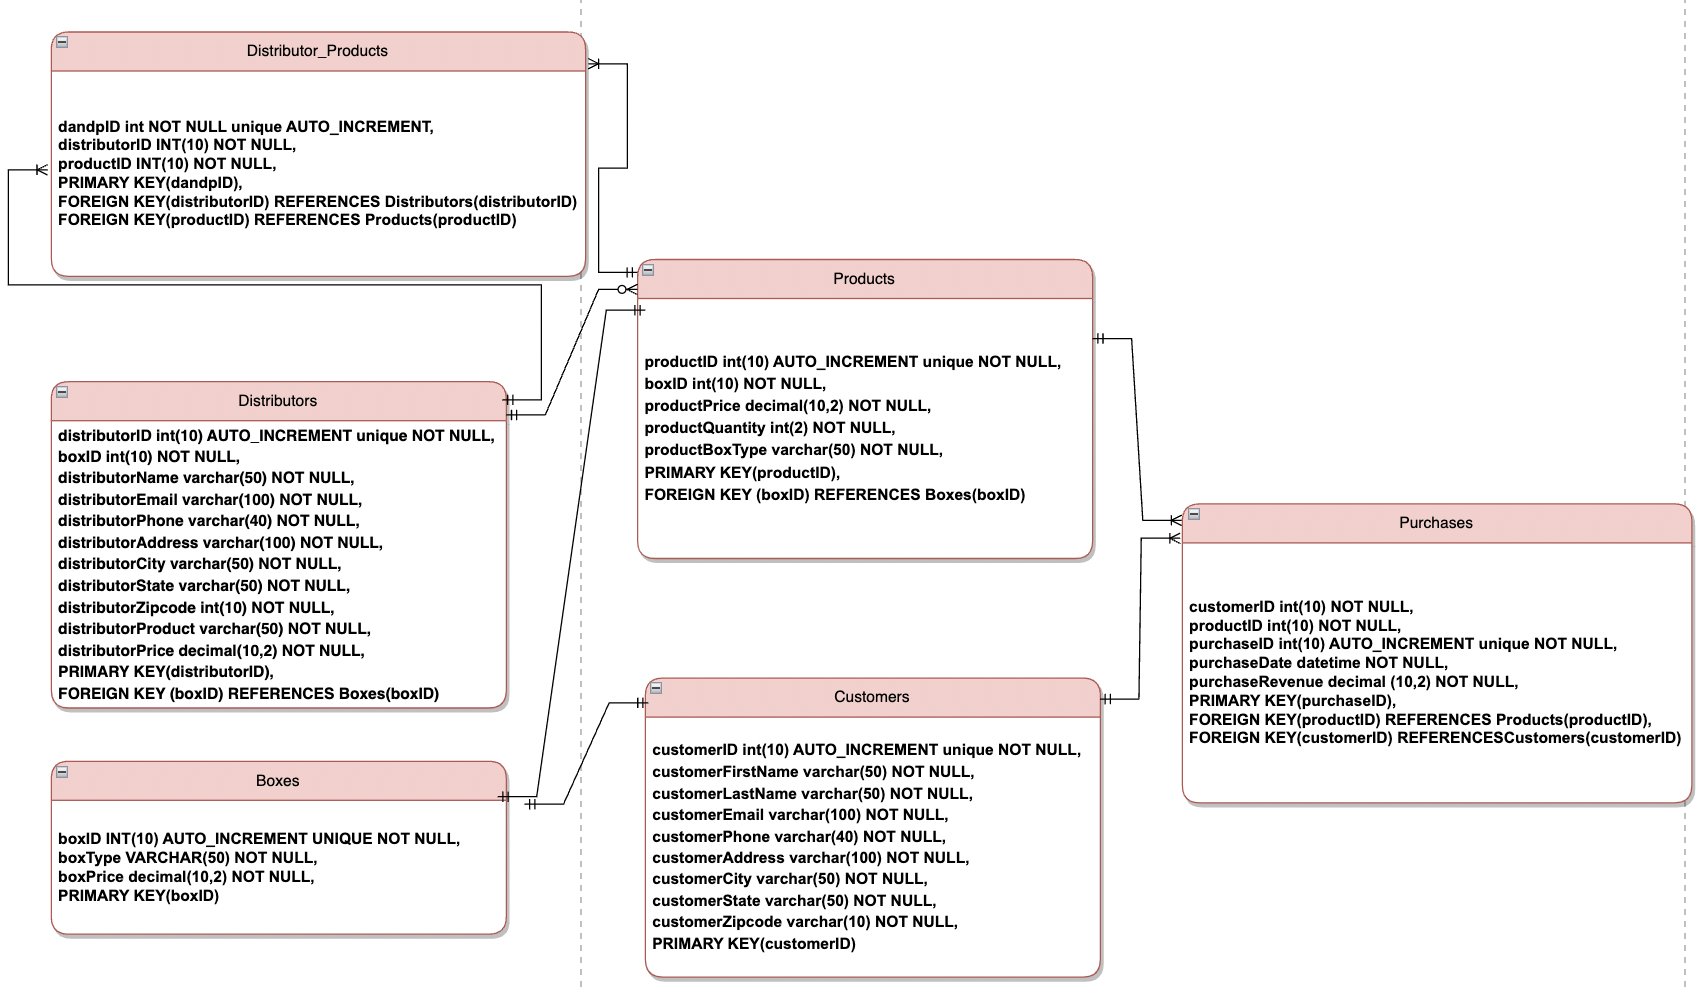 Distributor_Products
dandpID int NOT NULL unique AUTO_INCREMENT,
distributorID INT(10) NOT NULL,
productID INT(10) NOT NULL,
PRIMARY KEY(dandpID),
FOREIGN KEY(distributorID) REFERENCES Distributors(distributorID)
FOREIGN KEY(productID) REFERENCES Products(productID)
Products
productID int(10) AUTO_INCREMENT unique NOT NULL,
boxID int(10) NOT NULL,
productPrice decimal(10,2) NOT NULL,
productQuantity int(2) NOT NULL,
productBoxType varchar(50) NOT NULL,
PRIMARY KEY(productID),
FOREIGN KEY (boxID) REFERENCES Boxes(boxID)
Distributors
distributorID int(10) AUTO_INCREMENT unique NOT NULL,
boxID int(10) NOT NULL,
distributorName varchar(50) NOT NULL,
distributorEmail varchar(100) NOT NULL,
distributorPhone varchar(40) NOT NULL,
distributorAddress varchar(100) NOT NULL,
distributorCity varchar(50) NOT NULL,
distributorState varchar(50) NOT NULL,
distributorZipcode int(10) NOT NULL,
distributorProduct varchar(50) NOT NULL,
distributorPrice decimal(10,2) NOT NULL,
PRIMARY KEY(distributorID),
FOREIGN KEY (boxID) REFERENCES Boxes(boxID)
Purchases
customerID int(10) NOT NULL,
productID int(10) NOT NULL,
purchaseID int(10) AUTO_INCREMENT unique NOT NULL,
purchaseDate datetime NOT NULL,
purchaseRevenue decimal (10,2) NOT NULL,
PRIMARY KEY(purchaseID),
FOREIGN KEY(productID) REFERENCES Products(productID),
FOREIGN KEY(customerID) REFERENCESCustomers(customerID)
Customers
customerID int(10) AUTO_INCREMENT unique NOT NULL,
customerFirstName varchar(50) NOT NULL,
customerLastName varchar(50) NOT NULL,
customerEmail varchar(100) NOT NULL,
customerPhone varchar(40) NOT NULL,
customerAddress varchar(100) NOT NULL,
customerCity varchar(50) NOT NULL,
customerState varchar(50) NOT NULL,
customerZipcode varchar(10) NOT NULL,
PRIMARY KEY(customerID)
Boxes
boxID INT(10) AUTO_INCREMENT UNIQUE NOT NULL,
boxType VARCHAR(50) NOT NULL,
boxPrice decimal(10,2) NOT NULL,
PRIMARY KEY(boxID)